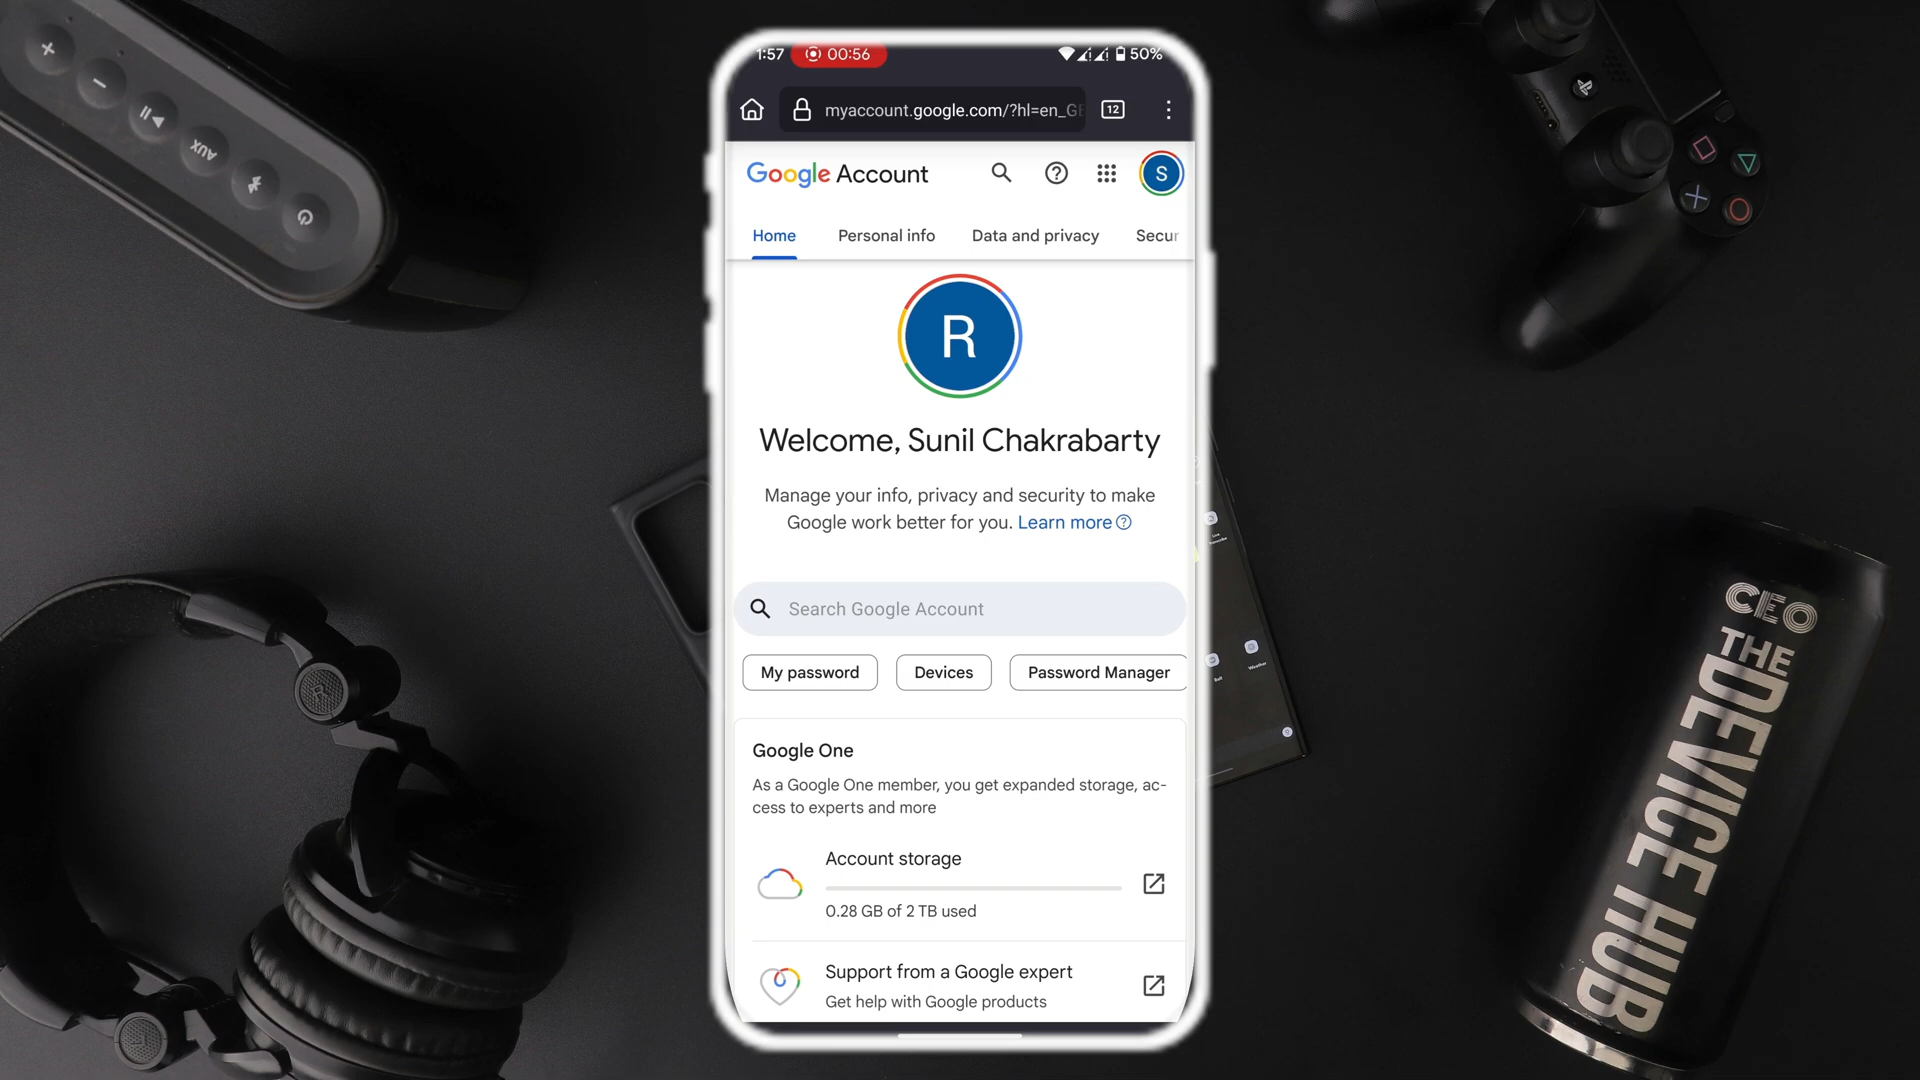 1:57 00:56 50%
myaccount.google.com/?hl=en_G
12
Google Account
S
Home Personal info Data and privacy Secur
R
Welcome, Sunil Chakrabarty
Manage your info, privacy and security to make
Google work better for you. Learn more
Search Google Account
My password Devices Password Manager
Google One
As a Google One member, you get expanded storage, ac-
cess to experts and more
Account storage
0.28 GB of 2 TB used
Support from a Google expert
Get help with Google products
AUX
CEO
THE
DEVICE HUB
Weather